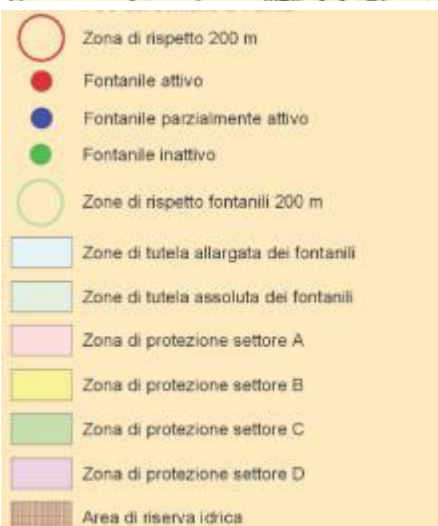 Zona di rispetto 200 m
Fontanile attivo
Fontanile parzialmente attivo
Fontanile inattivo
Zone di rispetto fontanili 200 m
Zone di tutela allargata dei fontanili
Zone di tutela assoluta dei fontanili
Zona di protezione settore A
Zona di protezione settore B
Zona di protezione settore C
Zona di protezione settore D
Area di riserva idrica